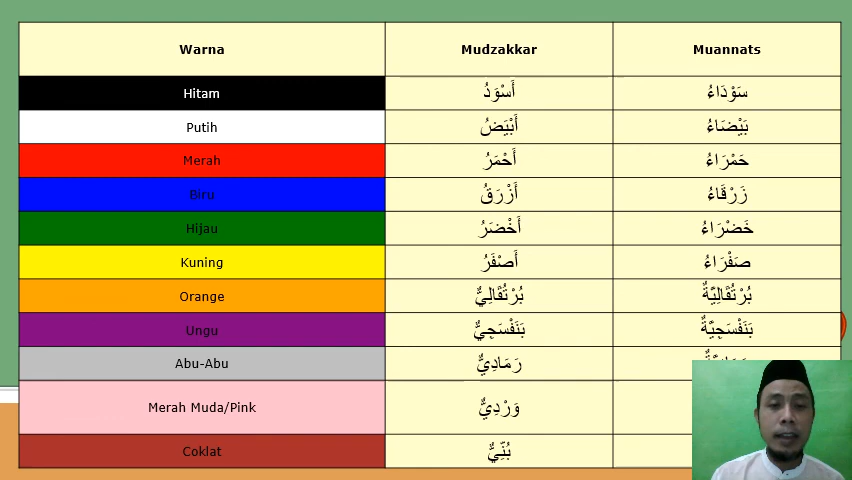 Warna Mudzakkar Muannats
Hitam أَسْوَدُ سَوْدَاءُ
Putih أَبْيَضُ بَيْضَاءُ
Merah أَحْمَرُ حَمْرَاءُ
Biru أَزْرَقُ زَرْقَاءُ
Hijau أَخْضَرُ خَضْرَاءُ
Kuning أَصْفَرُ صَفْرَاءُ
Orange بُرْتُقَالِيٌّ بُرْتُقَالِيَّةٌ
Ungu بَنَفْسَجِيٌّ بَنَفْسَجِيَّةٌ
Abu-Abu رَمَادِيٌّ
Merah Muda/Pink وَرْدِيٌّ
Coklat بُنِّيٌّ